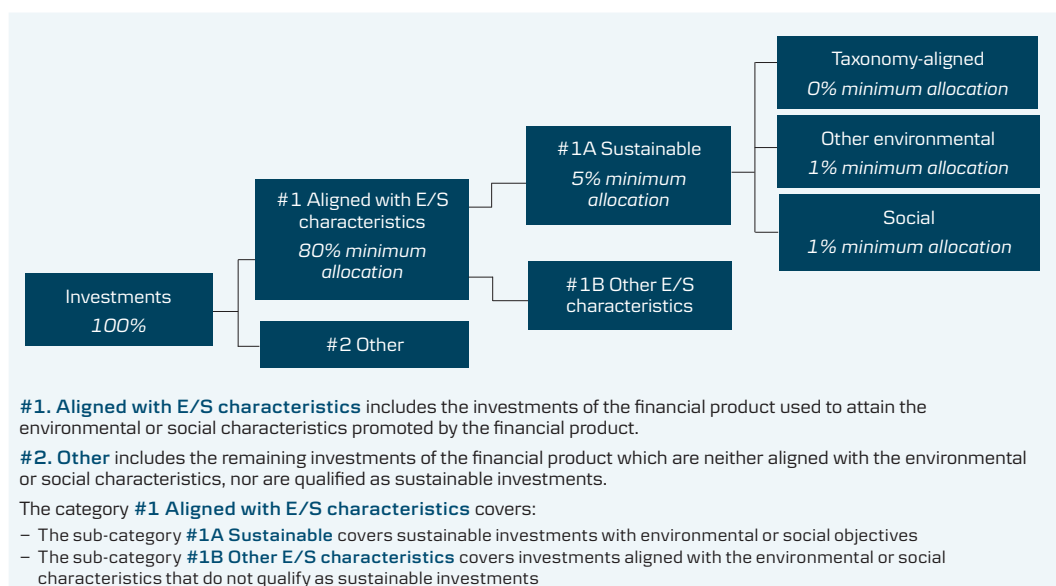 Taxonomy-aligned
0% minimum allocation
Other environmental
1% minimum allocation
Social
1% minimum allocation
#1A Sustainable
5% minimum
allocation
#1B Other E/S
characteristics
#1 Aligned with E/S
characteristics
80% minimum
allocation
#2 Other
Investments
100%
#1. Aligned with E/S characteristics includes the investments of the financial product used to attain the
environmental or social characteristics promoted by the financial product.
#2. Other includes the remaining investments of the financial product which are neither aligned with the environmental
or social characteristics, nor are qualified as sustainable investments.
The category #1 Aligned with E/S characteristics covers:
– The sub-category #1A Sustainable covers sustainable investments with environmental or social objectives
– The sub-category #1B Other E/S characteristics covers investments aligned with the environmental or social
characteristics that do not qualify as sustainable investments